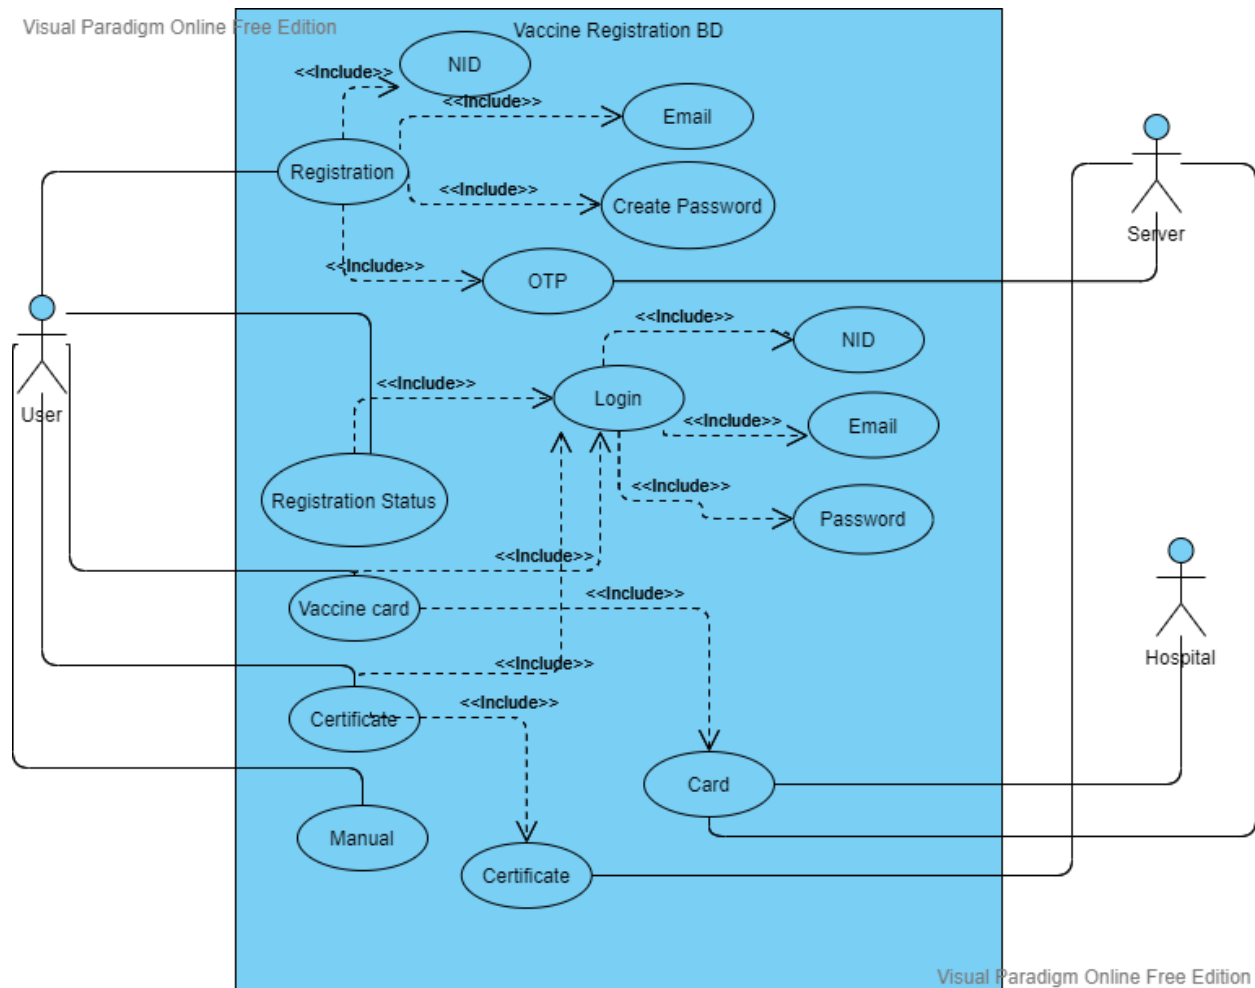 Visual Paradigm Online Free Edition
Vaccine Registration BD
NID
<<Include>>
<<Include>>
Email
Registration
<<Include>>
Create Password
Server
<<Include>>
OTP
<<Include>>
NID
User
<<Include>>
Login
<<Include>>
Email
Registration Status
<<Include>>
Password
<<Include>>
Vaccine card
<<Include>>
Hospital
<<Include>>
Certificate
<<Include>>
Card
Manual
Certificate
Visual Paradigm Online Free Edition